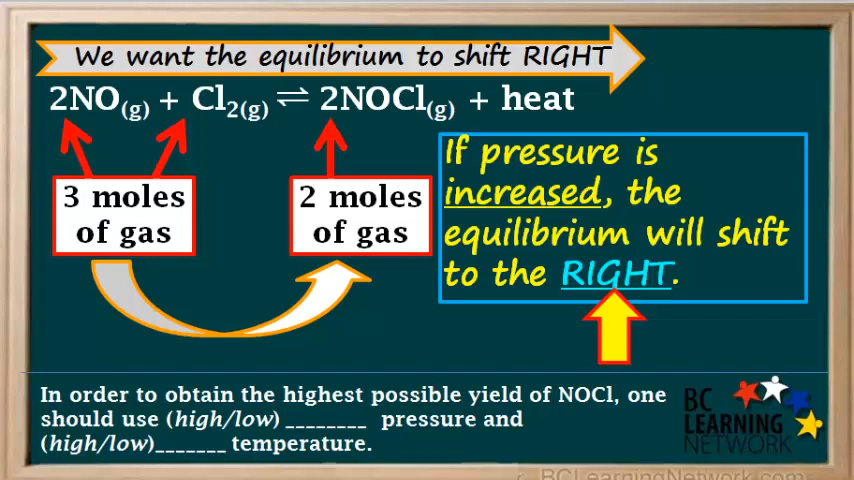 We want the equilibrium to shift RIGHT
2NO(g) + Cl2(g) ⇌ 2NOCl(g) + heat
3 moles
of gas
2 moles
of gas
If pressure is
increased, the
equilibrium will shift
to the RIGHT.
In order to obtain the highest possible yield of NOCl, one
should use (high/low) ________ pressure and
(high/low)_______ temperature.
BC
LEARNING
NETWORK
BCLearningNetwork.com